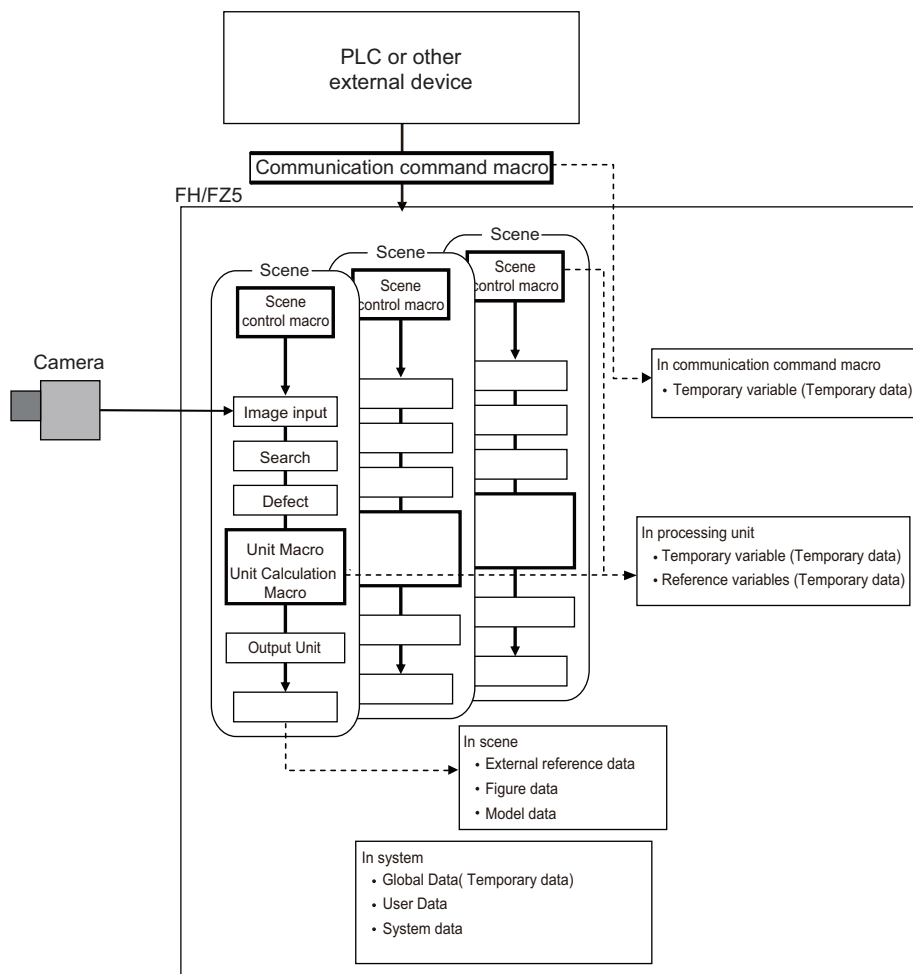 PLC or other
external device
Communication command macro
FH/FZ5
Scene
Scene
control macro
Scene
Scene
control macro
Scene
Scene
control macro
Camera
Image input
Search
Defect
Unit Macro
Unit Calculation
Macro
Output Unit
In communication command macro
• Temporary variable (Temporary data)
In processing unit
• Temporary variable (Temporary data)
• Reference variables (Temporary data)
In scene
• External reference data
• Figure data
• Model data
In system
• Global Data( Temporary data)
• User Data
• System data